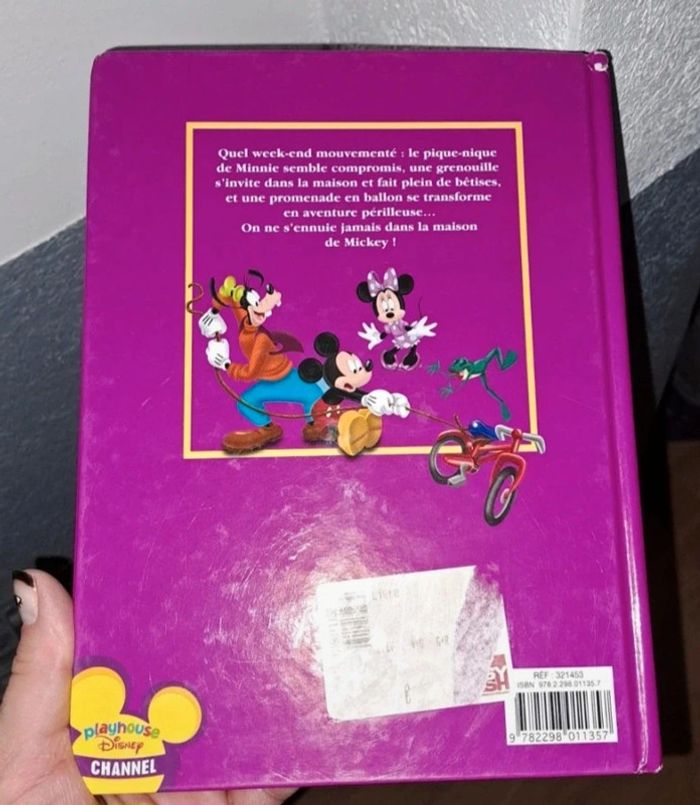 Quel week-end mouvementé : le pique-nique
de Minnie semble compromis, une grenouille
s'invite dans la maison et fait plein de bêtises,
et une promenade en ballon se transforme
en aventure périlleuse...
On ne s'ennuie jamais dans la maison
de Mickey !
RÉF : 321453
ISBN 978.2.298.01135.7
9 782298 011357
playhouse
Disney
CHANNEL